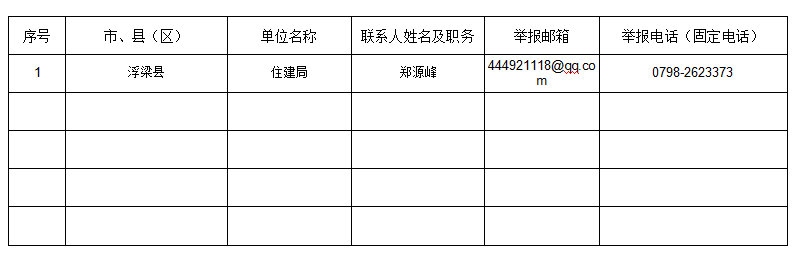 序号 市、县（区） 单位名称 联系人姓名及职务 举报邮箱 举报电话（固定电话）
1 浮梁县 住建局 郑源峰 444921118@qq.co 0798-2623373
m